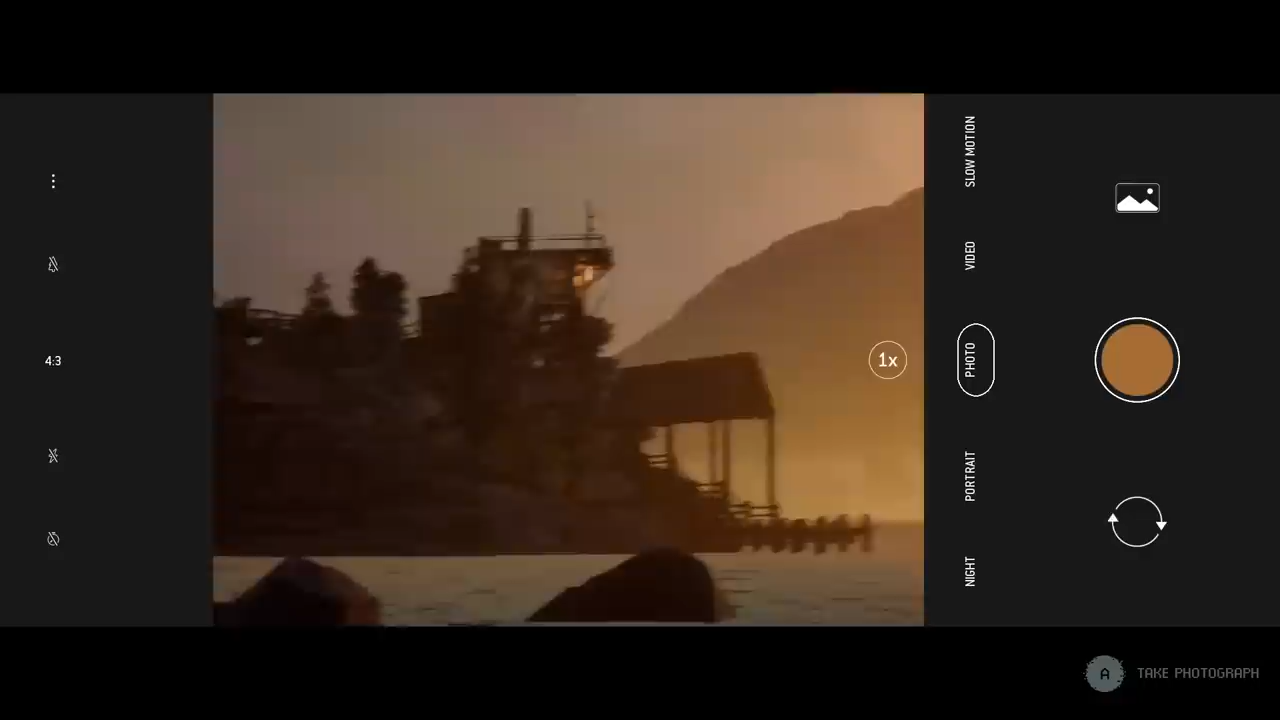 4:3
1x
SLOW MOTION
VIDEO
PHOTO
PORTRAIT
NIGHT
A TAKE PHOTOGRAPH